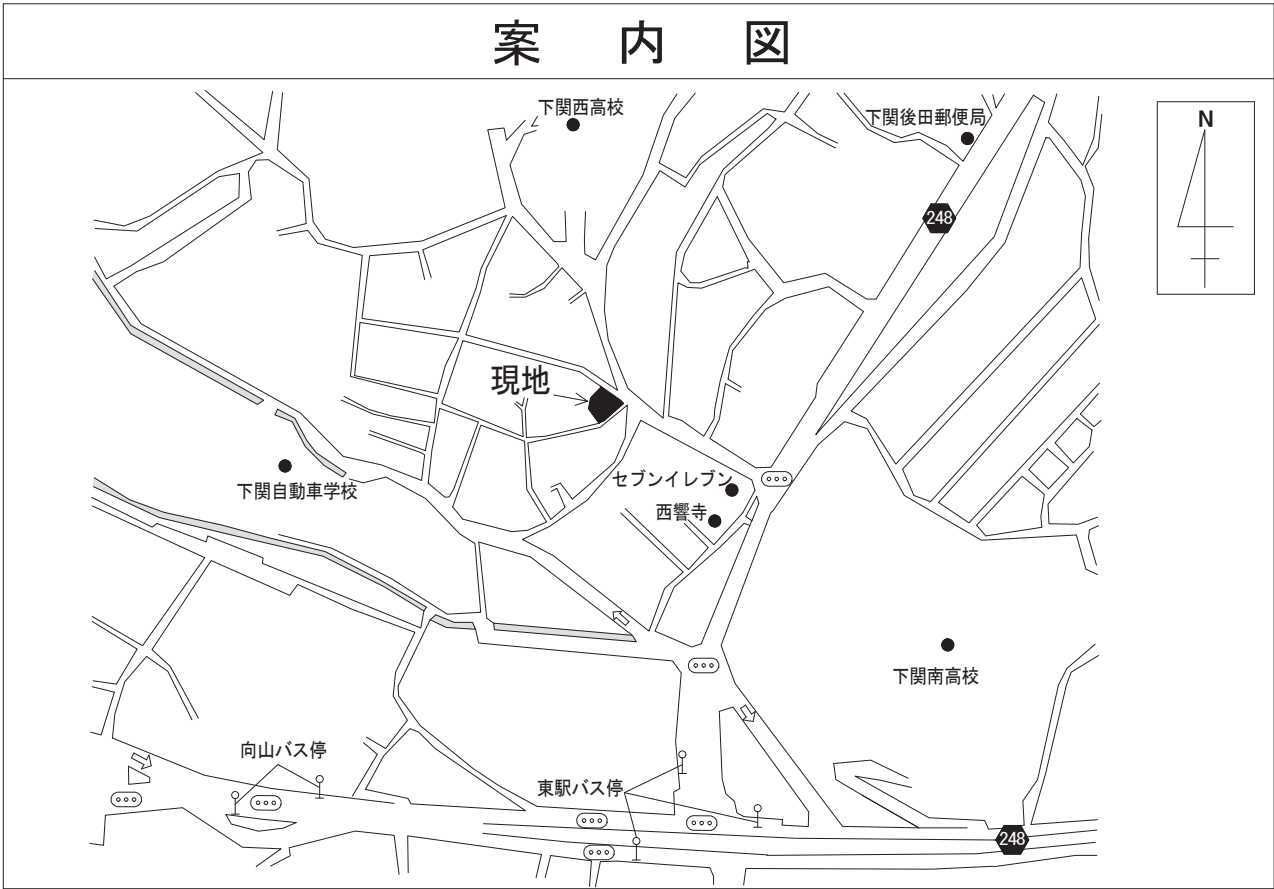 案内図
下関西高校
下関後田郵便局
N
248
現地
セブンイレブン
下関自動車学校
西響寺
下関南高校
向山バス停
東駅バス停
248